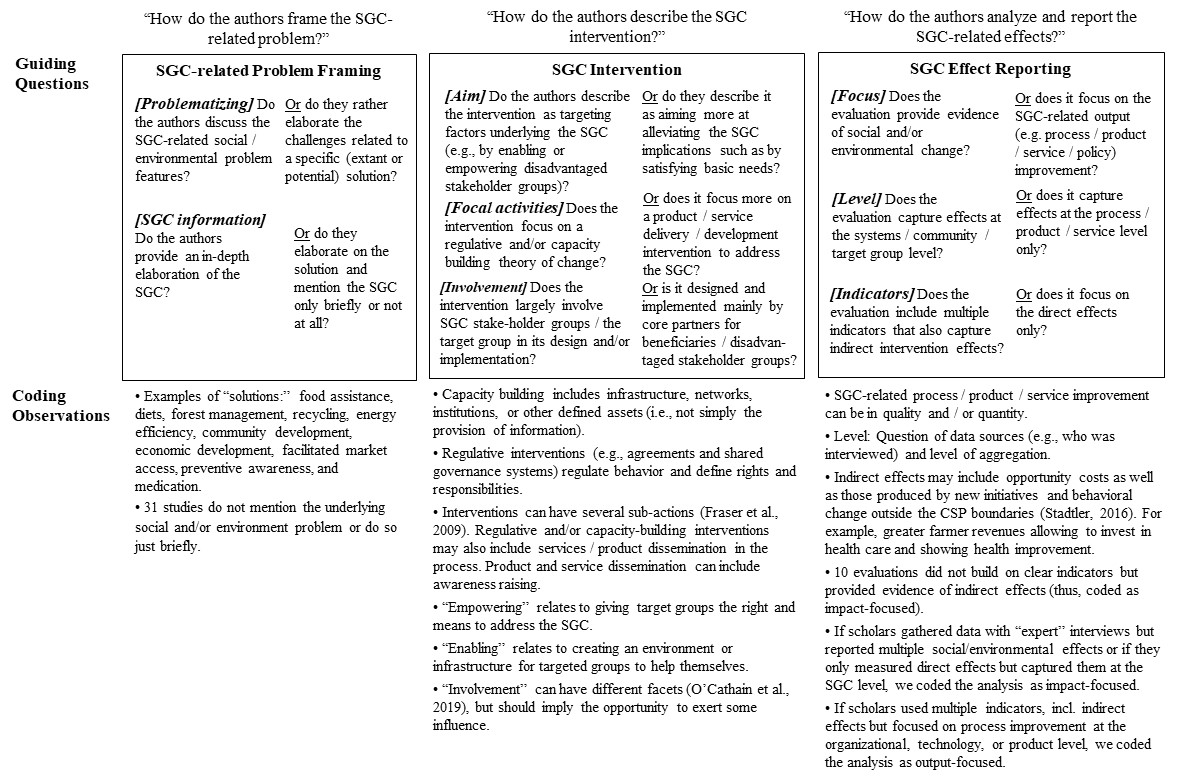 “How do the authors frame the SGC-
related problem?”
“How do the authors describe the SGC
intervention?”
“How do the authors analyze and report the
SGC-related effects?”
Guiding
Questions
SGC-related Problem Framing
[Problematizing] Do
the authors discuss the
SGC-related social /
environmental problem
features?
Or do they rather
elaborate the
challenges related to
a specific (extant or
potential) solution?
[SGC information]
Do the authors
provide an in-depth
elaboration of the
SGC?
Or do they
elaborate on the
solution and
mention the SGC
only briefly or not
at all?
SGC Intervention
[Aim] Do the authors describe
the intervention as targeting
factors underlying the SGC
(e.g., by enabling or
empowering disadvantaged
stakeholder groups)?
Or do they describe it
as aiming more at
alleviating the SGC
implications such as by
satisfying basic needs?
[Focal activities] Does the
intervention focus on a
regulative and/or capacity
building theory of change?
Or does it focus more on
a product / service
delivery / development
intervention to address
the SGC?
[Involvement] Does the
intervention largely involve
SGC stake-holder groups / the
target group in its design and/or
implementation?
Or is it designed and
implemented mainly by
core partners for
beneficiaries / disadvan-
taged stakeholder groups?
SGC Effect Reporting
[Focus] Does the
evaluation provide evidence
of social and/or
environmental change?
Or does it focus on the
SGC-related output
(e.g. process / product
/ service / policy)
improvement?
[Level] Does the
evaluation capture effects at
the systems / community /
target group level?
Or does it capture
effects at the process /
product / service level
only?
[Indicators] Does the
evaluation include multiple
indicators that also capture
indirect intervention effects?
Or does it focus on
the direct effects
only?
Coding
Observations
• Examples of “solutions:” food assistance,
diets, forest management, recycling, energy
efficiency, community development,
economic development, facilitated market
access, preventive awareness, and
medication.
• 31 studies do not mention the underlying
social and/or environment problem or do so
just briefly.
• Capacity building includes infrastructure, networks,
institutions, or other defined assets (i.e., not simply the
provision of information).
• Regulative interventions (e.g., agreements and shared
governance systems) regulate behavior and define rights and
responsibilities.
• Interventions can have several sub-actions (Fraser et al.,
2009). Regulative and/or capacity-building interventions
may also include services / product dissemination in the
process. Product and service dissemination can include
awareness raising.
• “Empowering” relates to giving target groups the right and
means to address the SGC.
• “Enabling” relates to creating an environment or
infrastructure for targeted groups to help themselves.
• “Involvement” can have different facets (O’Cathain et al.,
2019), but should imply the opportunity to exert some
influence.
• SGC-related process / product / service improvement
can be in quality and / or quantity.
• Level: Question of data sources (e.g., who was
interviewed) and level of aggregation.
• Indirect effects may include opportunity costs as well
as those produced by new initiatives and behavioral
change outside the CSP boundaries (Stadtler, 2016). For
example, greater farmer revenues allowing to invest in
health care and showing health improvement.
• 10 evaluations did not build on clear indicators but
provided evidence of indirect effects (thus, coded as
impact-focused).
• If scholars gathered data with “expert” interviews but
reported multiple social/environmental effects or if they
only measured direct effects but captured them at the
SGC level, we coded the analysis as impact-focused.
• If scholars used multiple indicators, incl. indirect
effects but focused on process improvement at the
organizational, technology, or product level, we coded
the analysis as output-focused.